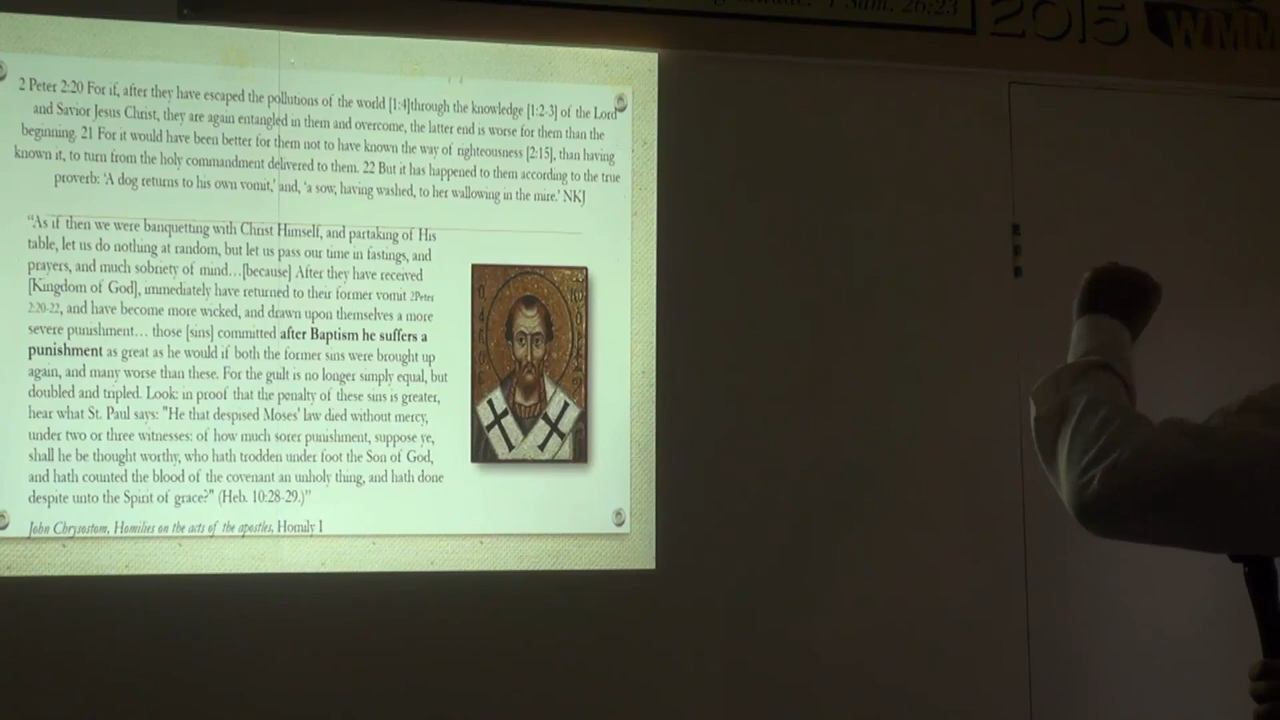 1 Sam. 26:23
2015
WMM
2 Peter 2:20 For if, after they have escaped the pollutions of the world [1:4]through the knowledge [1:2-3] of the Lord
and Savior Jesus Christ, they are again entangled in them and overcome, the latter end is worse for them than the
beginning. 21 For it would have been better for them not to have known the way of righteousness [2:15], than having
known it, to turn from the holy commandment delivered to them. 22 But it has happened to them according to the true
proverb: 'A dog returns to his own vomit,' and, 'a sow, having washed, to her wallowing in the mire.' NKJ
"As if then we were banquetting with Christ Himself, and partaking of His
table, let us do nothing at random, but let us pass our time in fastings, and
prayers, and much sobriety of mind…[because] After they have received
[Kingdom of God], immediately have returned to their former vomit 2Peter
2:20-22, and have become more wicked, and drawn upon themselves a more
severe punishment… those [sins] committed after Baptism he suffers a
punishment as great as he would if both the former sins were brought up
again, and many worse than these. For the guilt is no longer simply equal, but
doubled and tripled. Look: in proof that the penalty of these sins is greater,
hear what St. Paul says: "He that despised Moses' law died without mercy,
under two or three witnesses: of how much sorer punishment, suppose ye,
shall he be thought worthy, who hath trodden under foot the Son of God,
and hath counted the blood of the covenant an unholy thing, and hath done
despite unto the Spirit of grace?" (Heb. 10:28-29.)"
John Chrysostom, Homilies on the acts of the apostles, Homily I